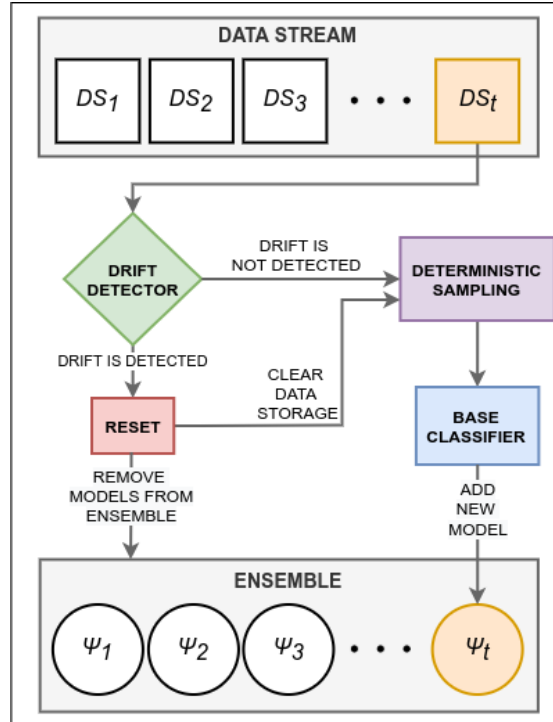 DATA STREAM
DS1 DS2 DS3 • • • DSt
DRIFT
DETECTOR
DRIFT IS
NOT DETECTED
DETERMINISTIC
SAMPLING
DRIFT IS DETECTED
CLEAR
DATA
STORAGE
RESET
BASE
CLASSIFIER
REMOVE
MODELS FROM
ENSEMBLE
ADD
NEW
MODEL
ENSEMBLE
Ψ1 Ψ2 Ψ3 • • • Ψt